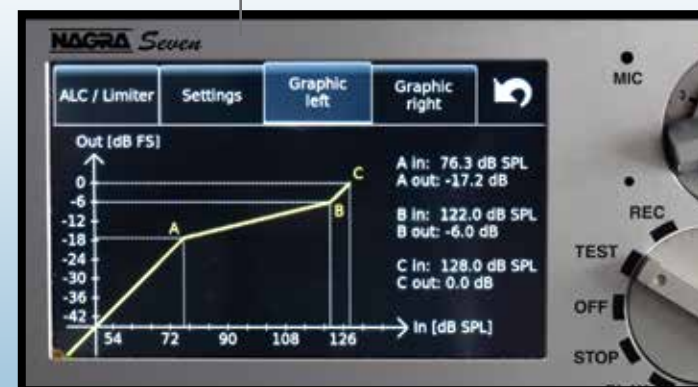 NAGRA Seven
ALC / Limiter
Settings
Graphic left
Graphic right
Out [dB FS]
0
-6
-12
-18
-24
-30
-36
-42
A
B
C
54 72 90 108 126
In [dB SPL]
A in: 76.3 dB SPL
A out: -17.2 dB
B in: 122.0 dB SPL
B out: -6.0 dB
C in: 128.0 dB SPL
C out: 0.0 dB
MIC
3
REC
TEST
OFF
STOP